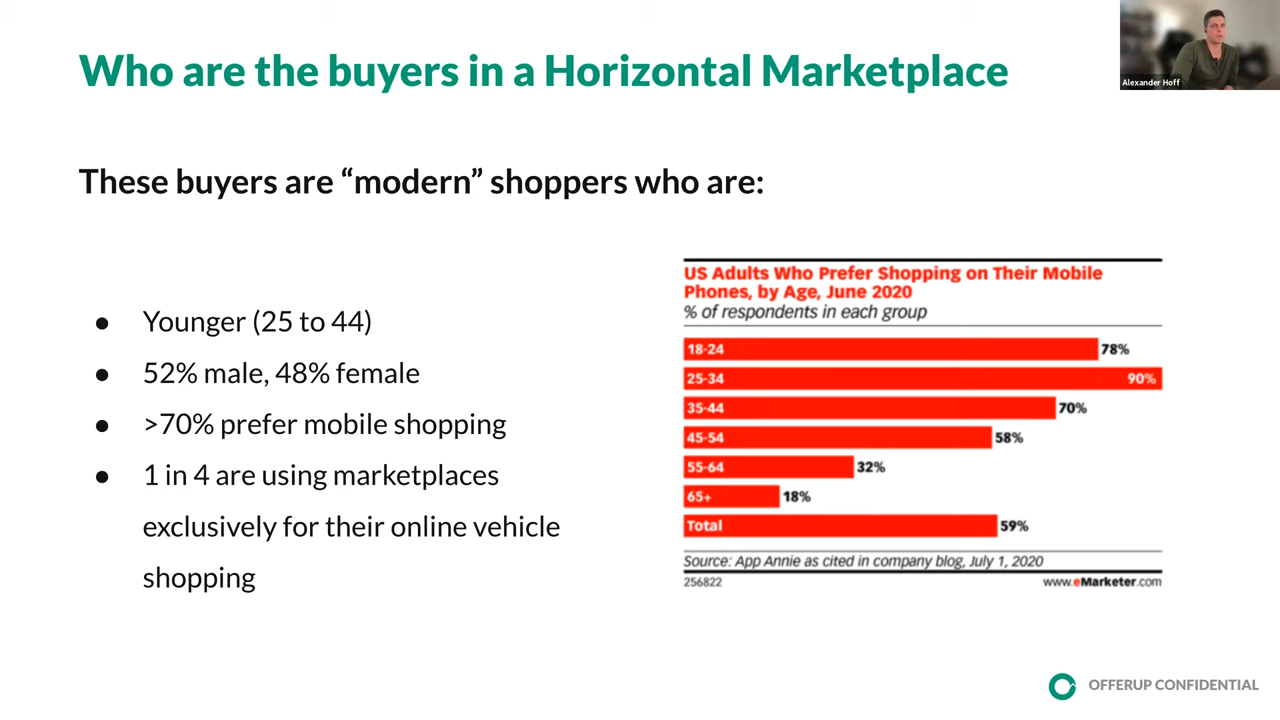 Who are the buyers in a Horizontal Marketplace
Alexander Hoff
These buyers are “modern” shoppers who are:
● Younger (25 to 44)
● 52% male, 48% female
● >70% prefer mobile shopping
● 1 in 4 are using marketplaces
exclusively for their online vehicle
shopping
US Adults Who Prefer Shopping on Their Mobile
Phones, by Age, June 2020
% of respondents in each group
18-24 78%
25-34 90%
35-44 70%
45-54 58%
55-64 32%
65+ 18%
Total 59%
Source: App Annie as cited in company blog, July 1, 2020
256822 www.eMarketer.com
OFFERUP CONFIDENTIAL